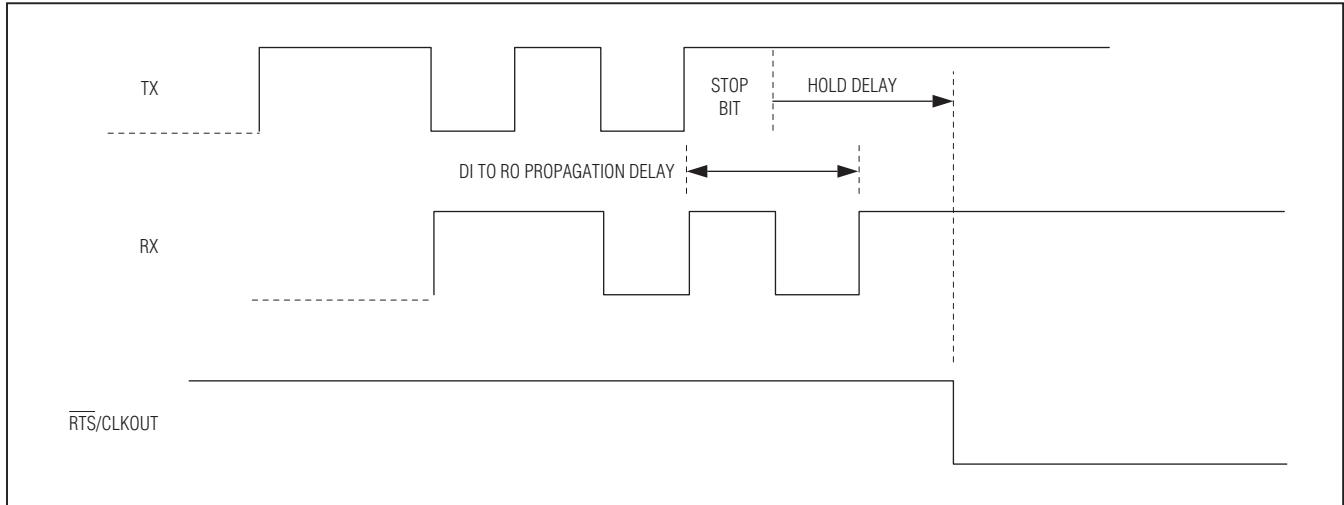 TX
STOP
BIT
HOLD DELAY
DI TO RO PROPAGATION DELAY
RX
RTS/CLKOUT